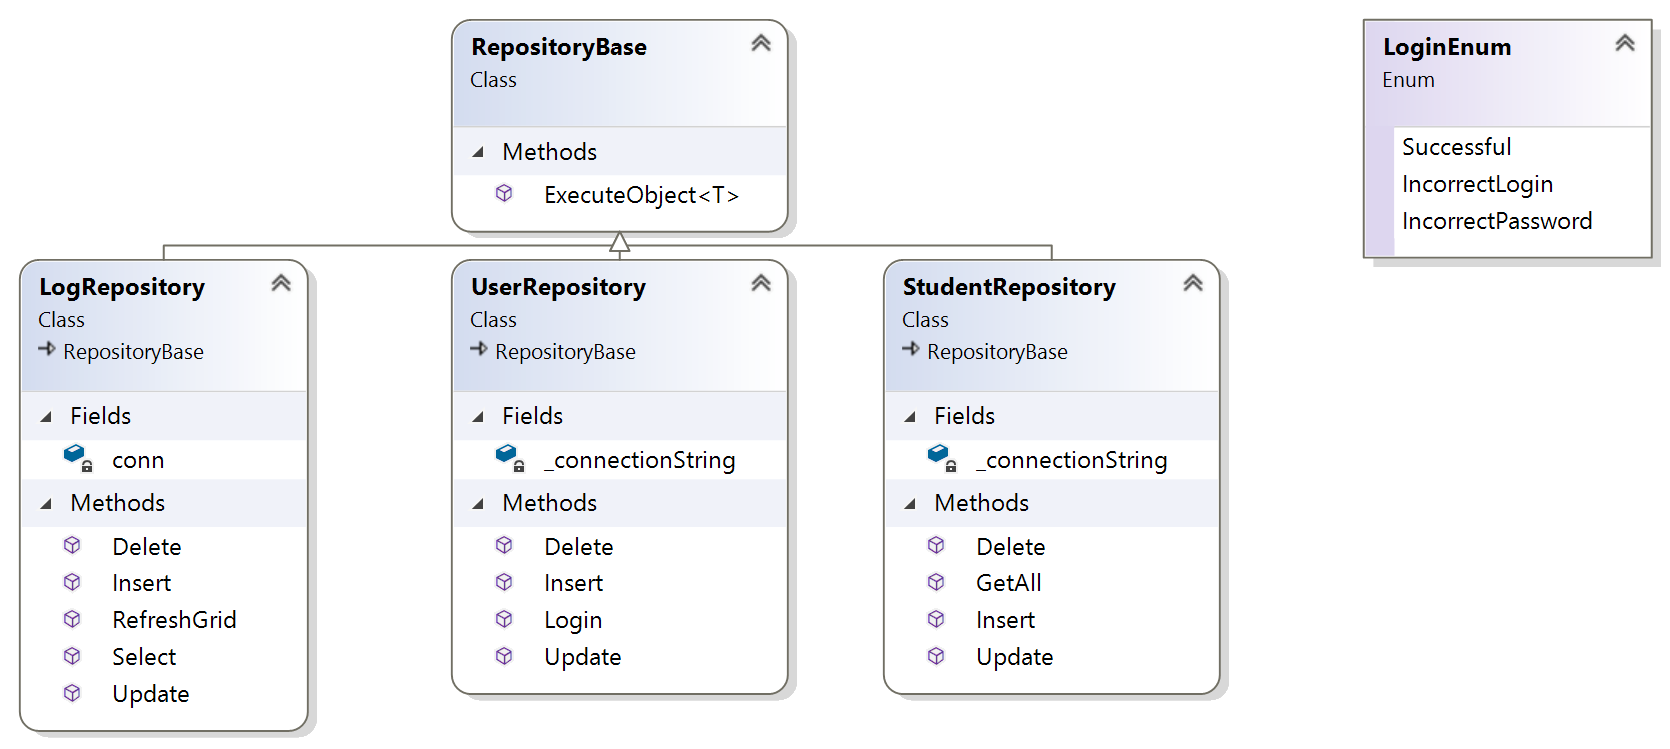 RepositoryBase
Class
Methods
ExecuteObject<T>
LoginEnum
Enum
Successful
IncorrectLogin
IncorrectPassword
LogRepository
Class
RepositoryBase
Fields
conn
Methods
Delete
Insert
RefreshGrid
Select
Update
UserRepository
Class
RepositoryBase
Fields
_connectionString
Methods
Delete
Insert
Login
Update
StudentRepository
Class
RepositoryBase
Fields
_connectionString
Methods
Delete
GetAll
Insert
Update